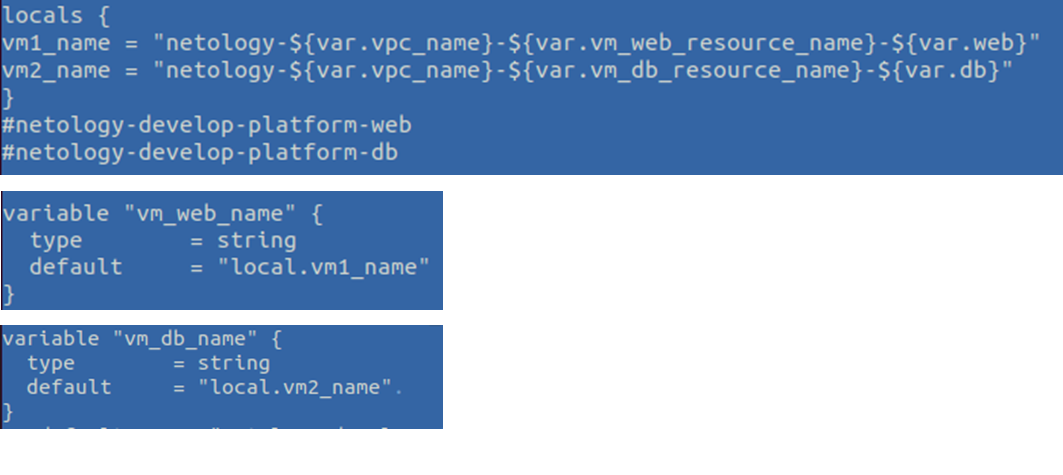 locals {
vm1_name = "netology-${var.vpc_name}-${var.vm_web_resource_name}-${var.web}"
vm2_name = "netology-${var.vpc_name}-${var.vm_db_resource_name}-${var.db}"
}
#netology-develop-platform-web
#netology-develop-platform-db
variable "vm_web_name" {
  type        = string
  default     = "local.vm1_name"
}
variable "vm_db_name" {
  type        = string
  default     = "local.vm2_name".
}